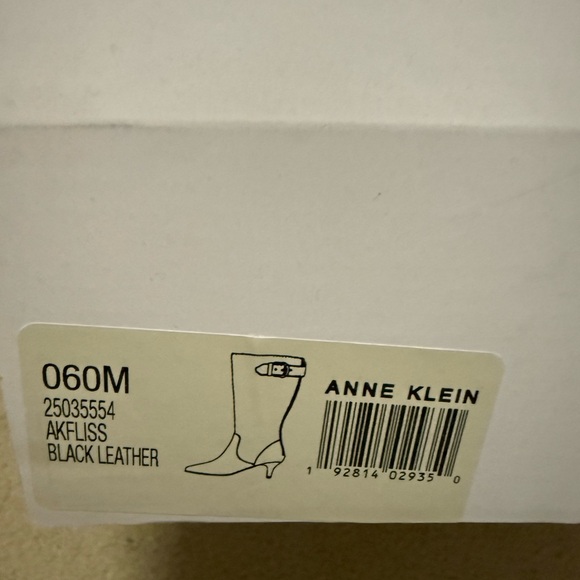 060M
25035554
AKFLISS
BLACK LEATHER
ANNE KLEIN
1 92814 02935 0